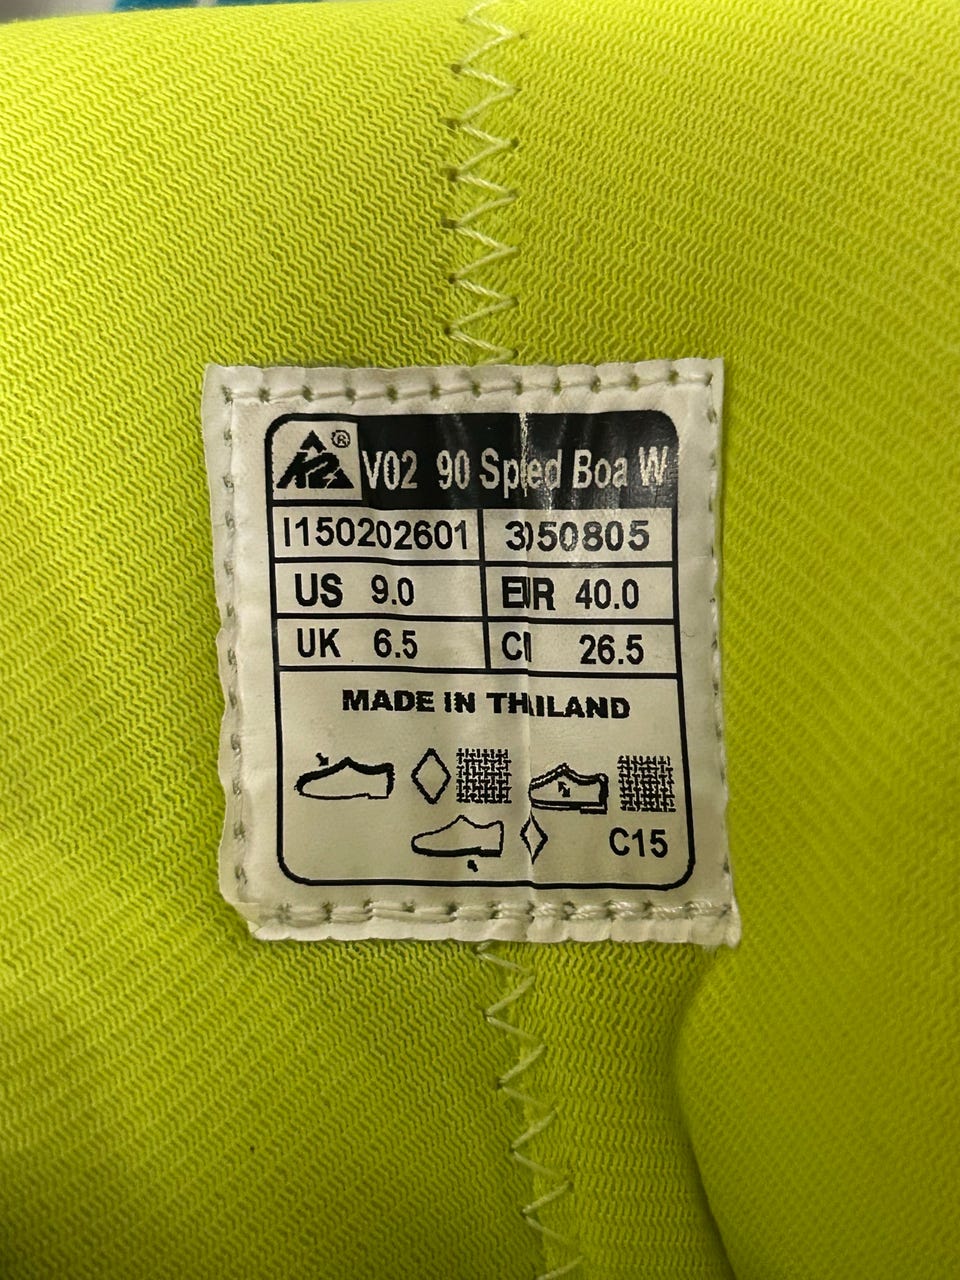 K2 ® V02 90 Speed Boa W
I150202601 3050805
US 9.0 EUR 40.0
UK 6.5 CM 26.5
MADE IN THAILAND
C15